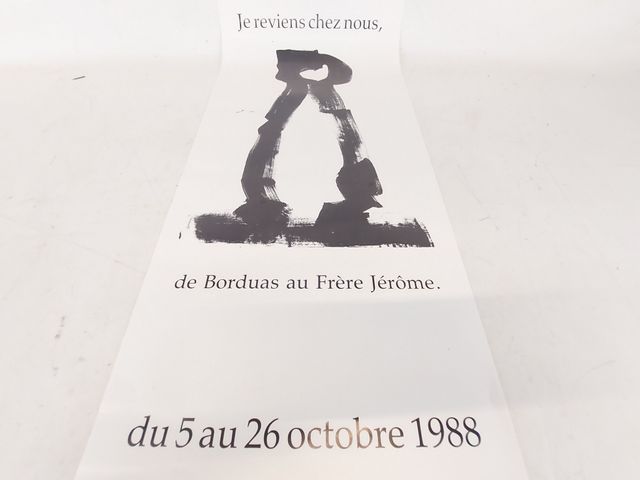 Je reviens chez nous,
de Borduas au Frère Jérôme.
du 5 au 26 octobre 1988